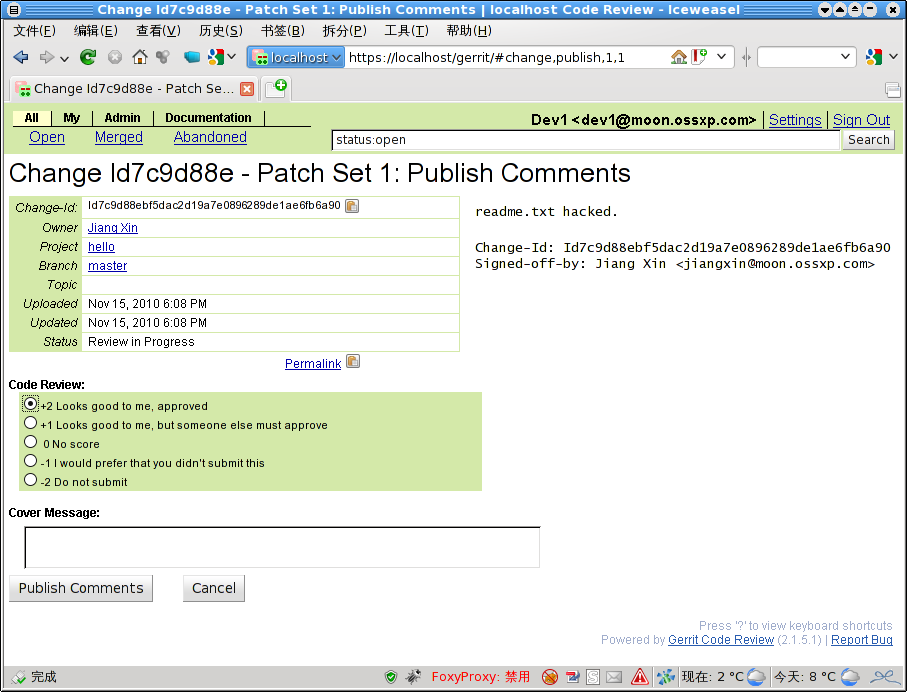 Change Id7c9d88e - Patch Set 1: Publish Comments | localhost Code Review - Iceweasel
文件(F) 编辑(E) 查看(V) 历史(S) 书签(B) 拆分(P) 工具(T) 帮助(H)
localhost https://localhost/gerrit/#change,publish,1,1
Change Id7c9d88e - Patch Se...
All My Admin Documentation
Dev1 <dev1@moon.ossxp.com> | Settings | Sign Out
Open Merged Abandoned
status:open Search
Change Id7c9d88e - Patch Set 1: Publish Comments
Change-Id: Id7c9d88ebf5dac2d19a7e0896289de1ae6fb6a90
Owner Jiang Xin
Project hello
Branch master
Topic
Uploaded Nov 15, 2010 6:08 PM
Updated Nov 15, 2010 6:08 PM
Status Review in Progress
Permalink
readme.txt hacked.
Change-Id: Id7c9d88ebf5dac2d19a7e0896289de1ae6fb6a90
Signed-off-by: Jiang Xin <jiangxin@moon.ossxp.com>
Code Review:
+2 Looks good to me, approved
+1 Looks good to me, but someone else must approve
0 No score
-1 I would prefer that you didn't submit this
-2 Do not submit
Cover Message:
Publish Comments Cancel
Press '?' to view keyboard shortcuts
Powered by Gerrit Code Review (2.1.5.1) | Report Bug
完成 FoxyProxy: 禁用 现在: 2 °C 今天: 8 °C